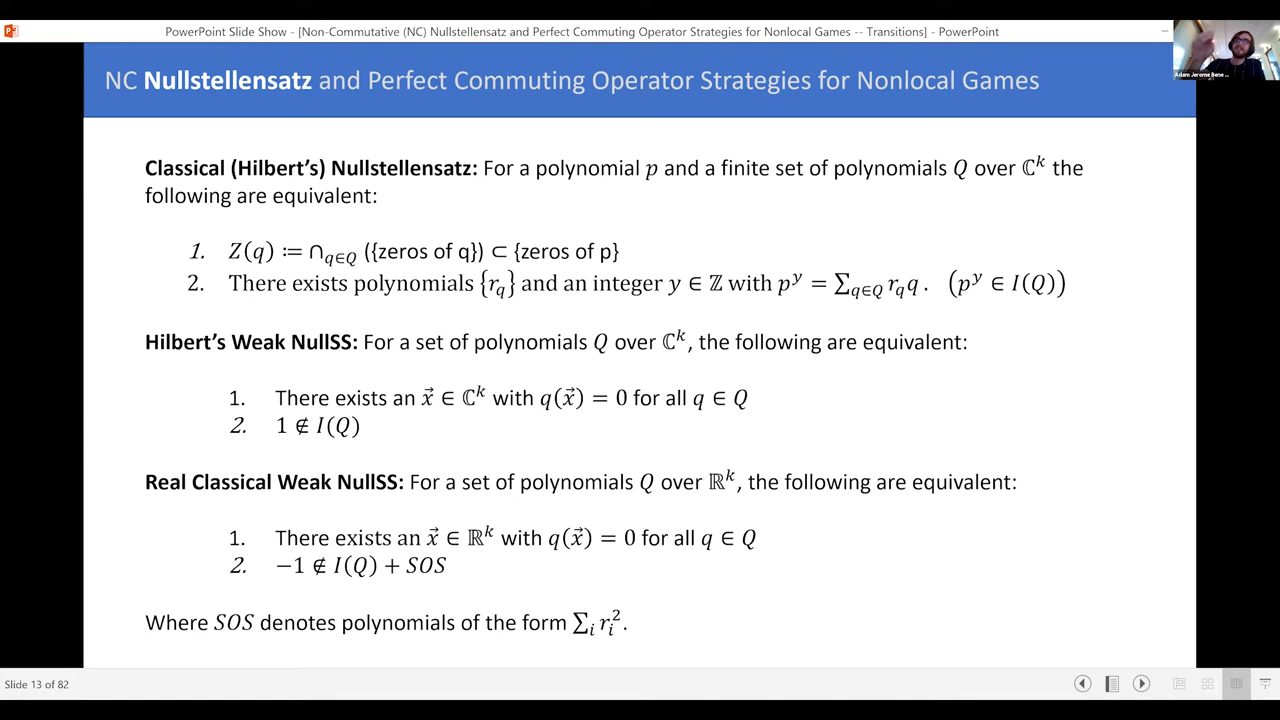 PowerPoint Slide Show - [Non-Commutative (NC) Nullstellensatz and Perfect Commuting Operator Strategies for Nonlocal Games -- Transitions] - PowerPoint
Adam Jerome Bene ...
NC Nullstellensatz and Perfect Commuting Operator Strategies for Nonlocal Games
Classical (Hilbert's) Nullstellensatz: For a polynomial p and a finite set of polynomials Q over ℂ^k the
following are equivalent:
1. Z(q) ≔ ∩_{q∈Q} ({zeros of q}) ⊂ {zeros of p}
2. There exists polynomials {r_q} and an integer y ∈ ℤ with p^y = ∑_{q∈Q} r_q q . (p^y ∈ I(Q))
Hilbert's Weak NullSS: For a set of polynomials Q over ℂ^k, the following are equivalent:
1. There exists an x⃗ ∈ ℂ^k with q(x⃗) = 0 for all q ∈ Q
2. 1 ∉ I(Q)
Real Classical Weak NullSS: For a set of polynomials Q over ℝ^k, the following are equivalent:
1. There exists an x⃗ ∈ ℝ^k with q(x⃗) = 0 for all q ∈ Q
2. −1 ∉ I(Q) + SOS
Where SOS denotes polynomials of the form ∑_i r_i^2.
Slide 13 of 82